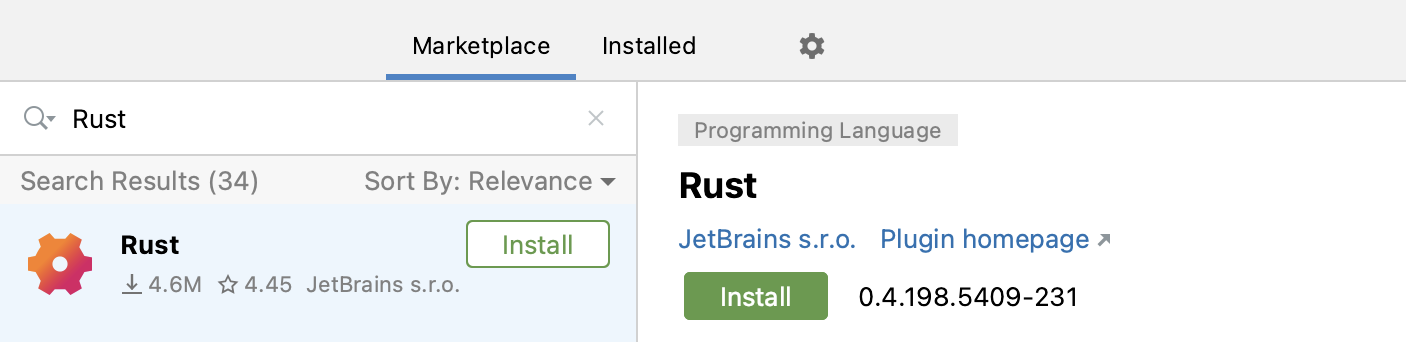 Marketplace Installed
Rust
Search Results (34) Sort By: Relevance
Rust Install
4.6M 4.45 JetBrains s.r.o.
Programming Language
Rust
JetBrains s.r.o. Plugin homepage
Install 0.4.198.5409-231